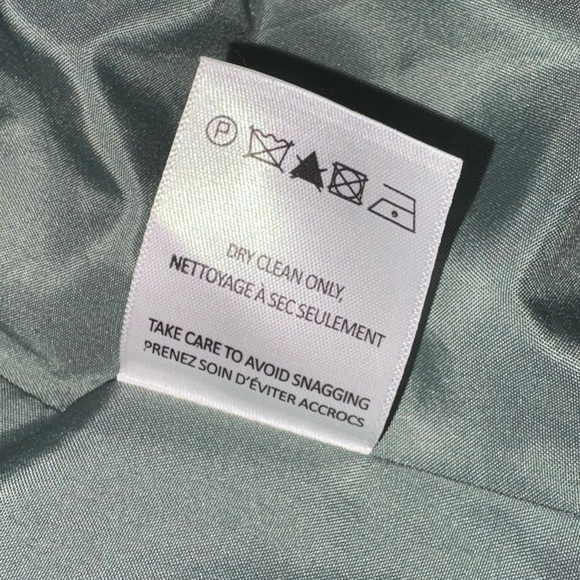 P
DRY CLEAN ONLY,
NETTOYAGE À SEC SEULEMENT
TAKE CARE TO AVOID SNAGGING
PRENEZ SOIN D'ÉVITER ACCROCS